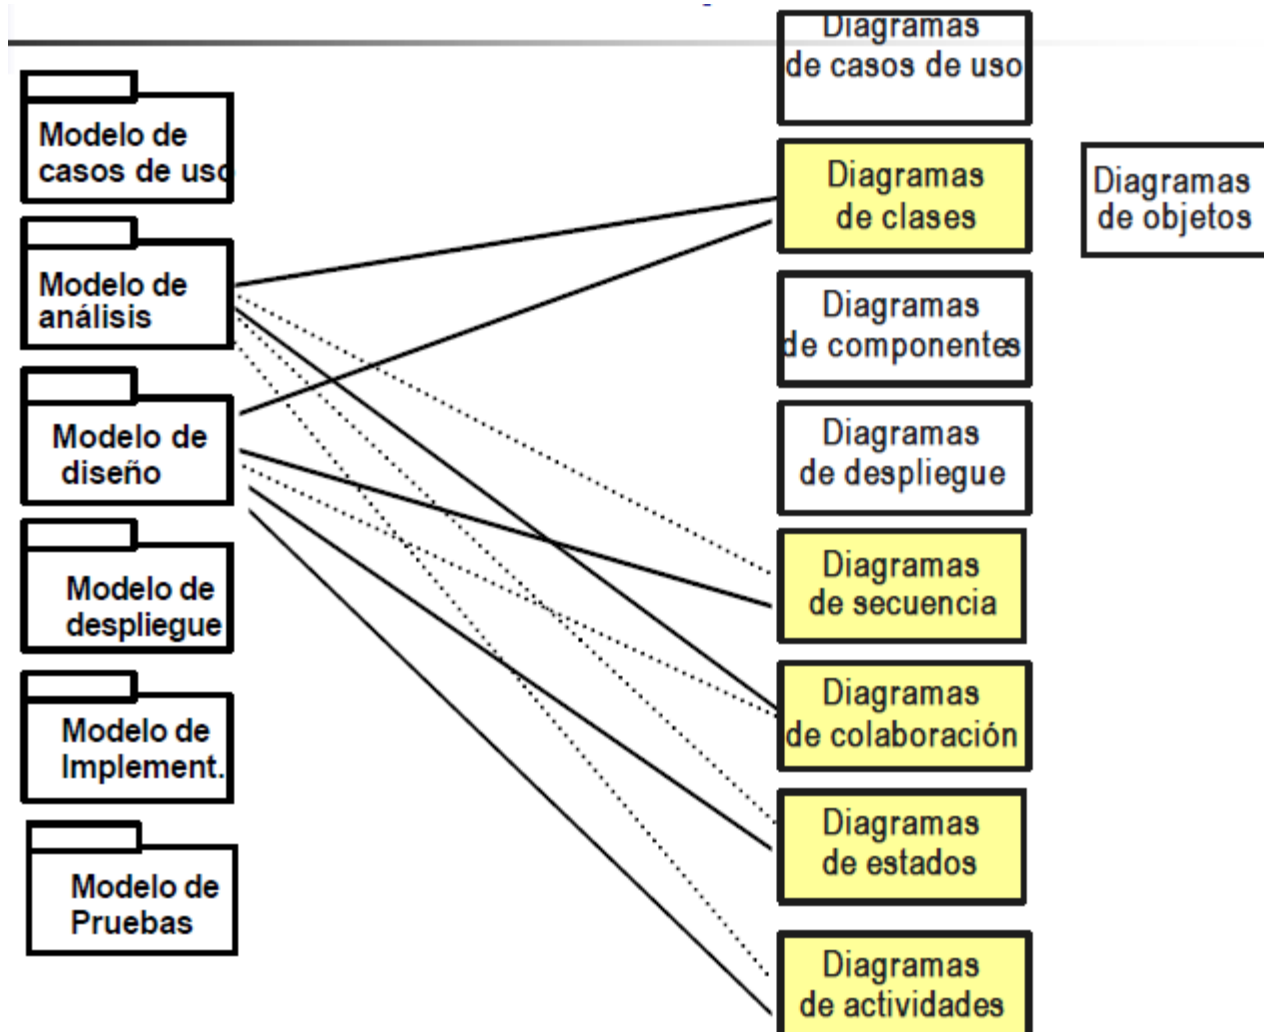 Modelo de
casos de uso
Modelo de
análisis
Modelo de
diseño
Modelo de
despliegue
Modelo de
Implement.
Modelo de
Pruebas
Diagramas
de casos de uso
Diagramas
de clases
Diagramas
de objetos
Diagramas
de componentes
Diagramas
de despliegue
Diagramas
de secuencia
Diagramas
de colaboración
Diagramas
de estados
Diagramas
de actividades